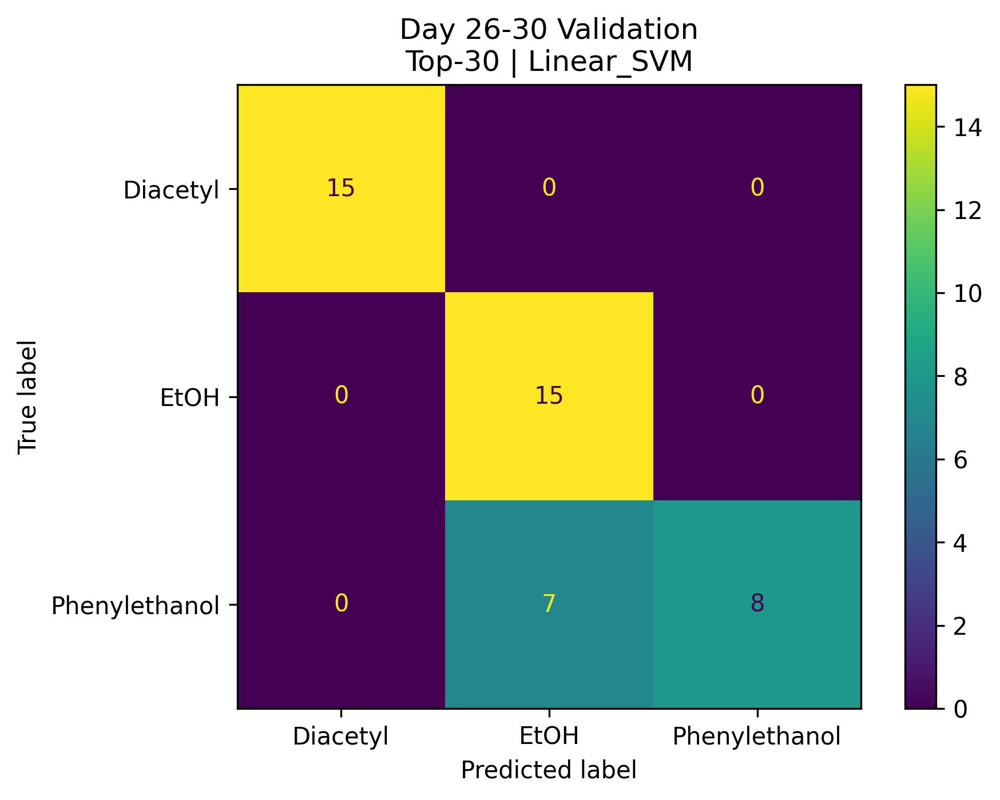 Day 26-30 Validation
Top-30 | Linear_SVM
True label
Diacetyl
15
0
0
EtOH
0
15
0
Phenylethanol
0
7
8
Diacetyl
EtOH
Phenylethanol
Predicted label
14
12
10
8
6
4
2
0